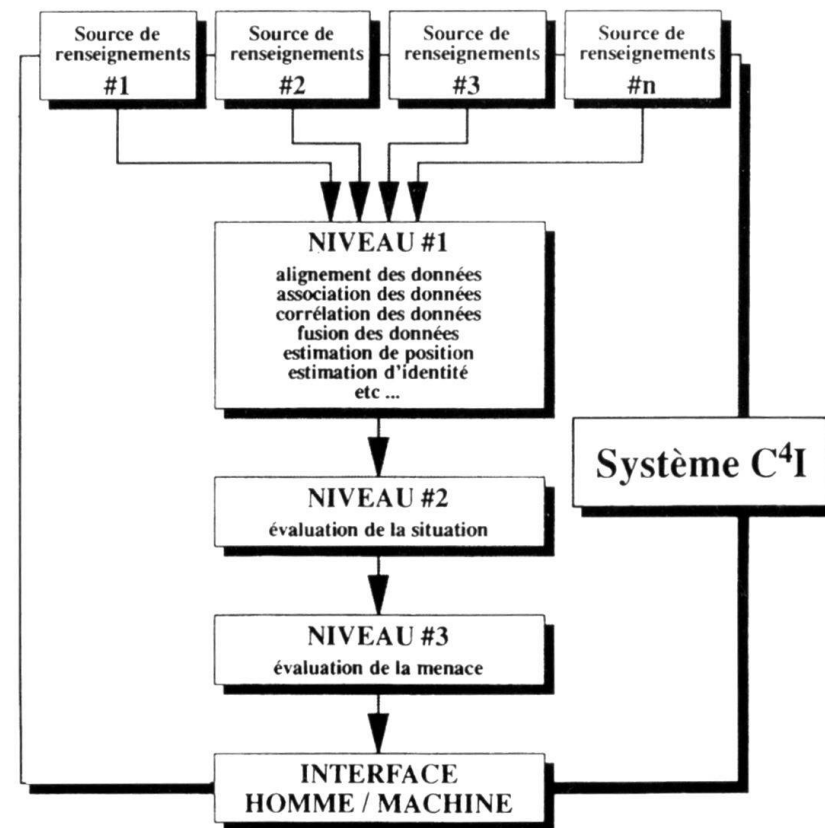 Source de
renseignements
#1
Source de
renseignements
#2
Source de
renseignements
#3
Source de
renseignements
#n
NIVEAU #1
alignement des données
association des données
corrélation des données
fusion des données
estimation de position
estimation d'identité
etc ...
Système C⁴I
NIVEAU #2
évaluation de la situation
NIVEAU #3
évaluation de la menace
INTERFACE
HOMME / MACHINE